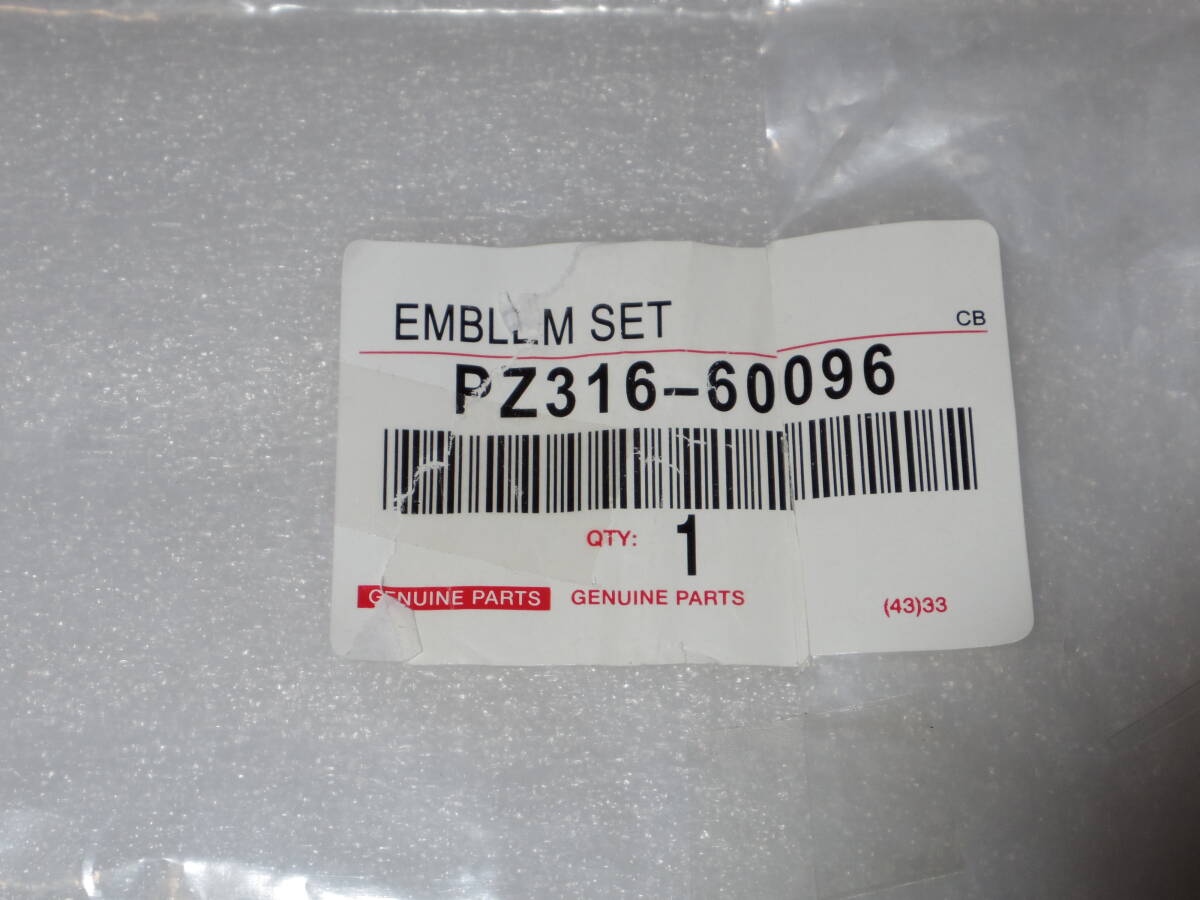 EMBLEM SET
CB
PZ316-60096
QTY: 1
GENUINE PARTS GENUINE PARTS
(43)33